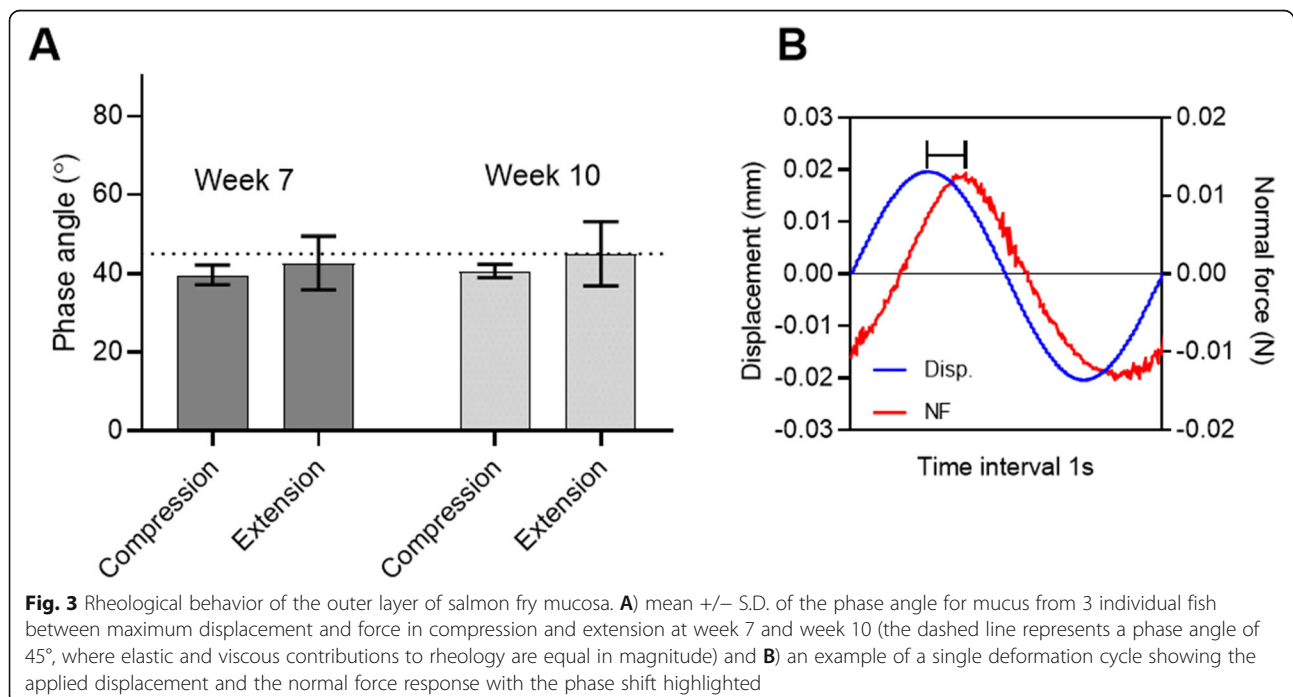 A
B
80
60
40
20
0
Phase angle (°)
Week 7
Week 10
Compression
Extension
Compression
Extension
0.03
0.02
0.01
0.00
-0.01
-0.02
-0.03
Displacement (mm)
Disp.
NF
0.02
0.01
0.00
-0.01
-0.02
Normal force (N)
Time interval 1s
Fig. 3 Rheological behavior of the outer layer of salmon fry mucosa. A) mean +/− S.D. of the phase angle for mucus from 3 individual fish
between maximum displacement and force in compression and extension at week 7 and week 10 (the dashed line represents a phase angle of
45°, where elastic and viscous contributions to rheology are equal in magnitude) and B) an example of a single deformation cycle showing the
applied displacement and the normal force response with the phase shift highlighted